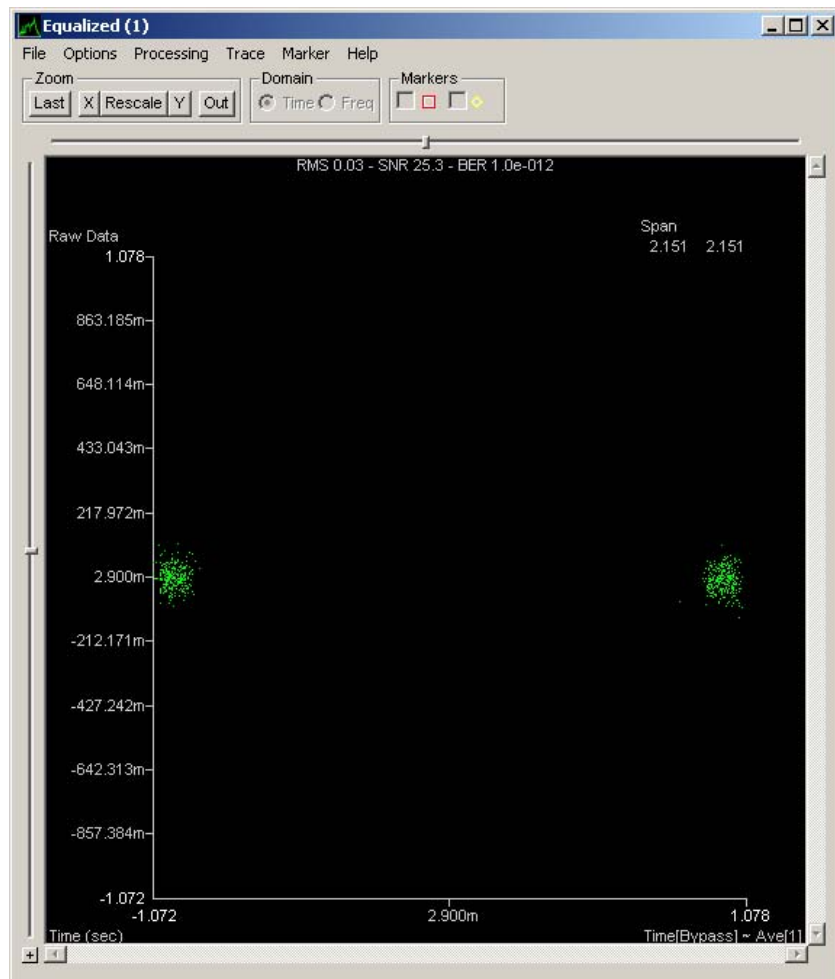 Equalized (1)
File Options Processing Trace Marker Help
Zoom Domain Markers
Last X Rescale Y Out Time Freq
RMS 0.03 - SNR 25.3 - BER 1.0e-012
Span
Raw Data 2.151 2.151
1.078
863.185m
648.114m
433.043m
217.972m
2.900m
-212.171m
-427.242m
-642.313m
-857.384m
-1.072
-1.072 2.900m 1.078
Time (sec) Time[Bypass] ~ Ave[1]
+